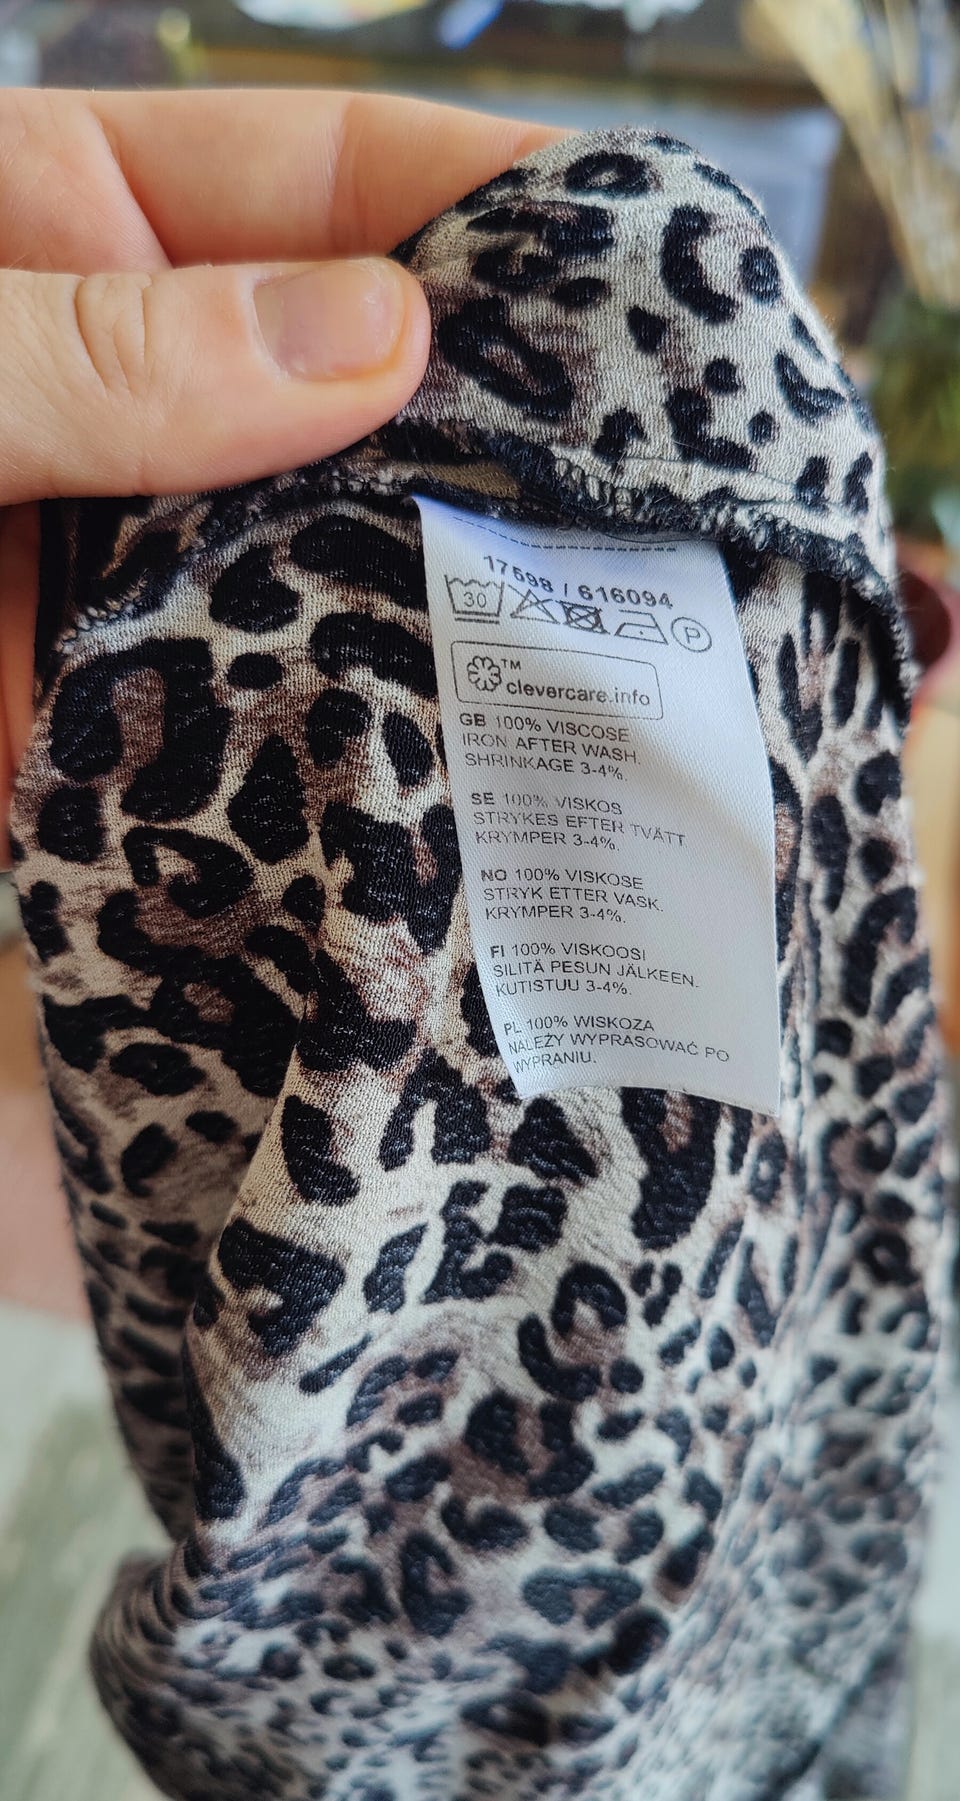 17598 / 616094
30 P
TM
clevercare.info
GB 100% VISCOSE
IRON AFTER WASH.
SHRINKAGE 3-4%.
SE 100% VISKOS
STRYKES EFTER TVÄTT
KRYMPER 3-4%.
NO 100% VISKOSE
STRYK ETTER VASK.
KRYMPER 3-4%.
FI 100% VISKOOSI
SILITÄ PESUN JÄLKEEN.
KUTISTUU 3-4%.
PL 100% WISKOZA
NALEŻY WYPRASOWAĆ PO
WYPRANIU.